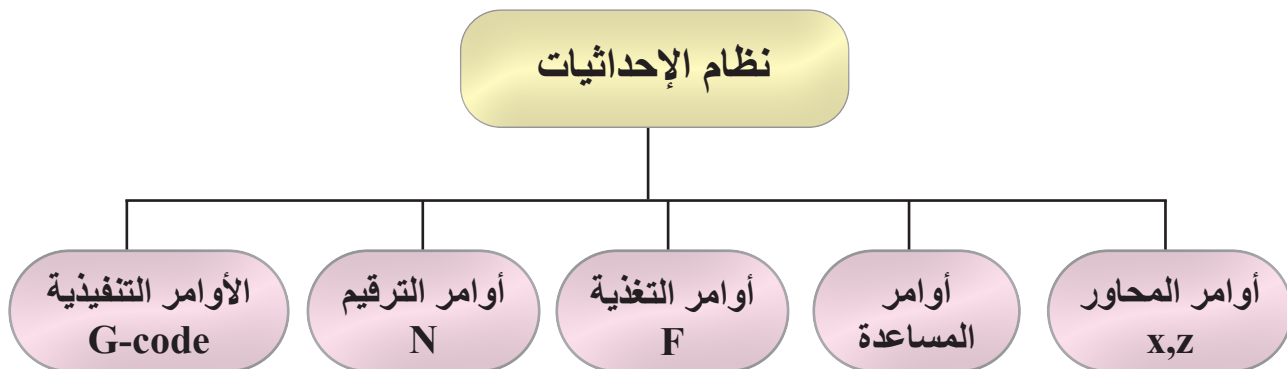 نظام الإحداثيات
أوامر المحاور
x,z
أوامر
المساعدة
أوامر التغذية
F
أوامر الترقيم
N
الأوامر التنفيذية
G-code